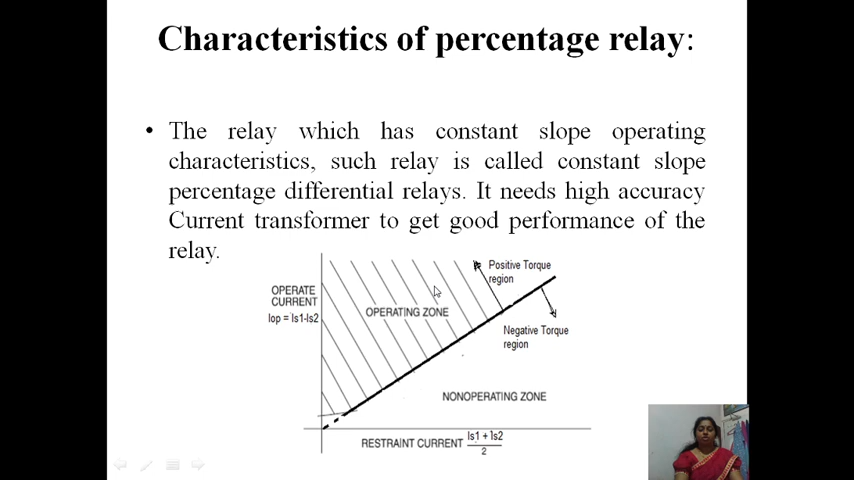 Characteristics of percentage relay:
• The relay which has constant slope operating
characteristics, such relay is called constant slope
percentage differential relays. It needs high accuracy
Current transformer to get good performance of the
relay.
Positive Torque
region
OPERATE
CURRENT
Iop = Is1-Is2
OPERATING ZONE
Negative Torque
region
NONOPERATING ZONE
RESTRAINT CURRENT Is1 + Is2
2